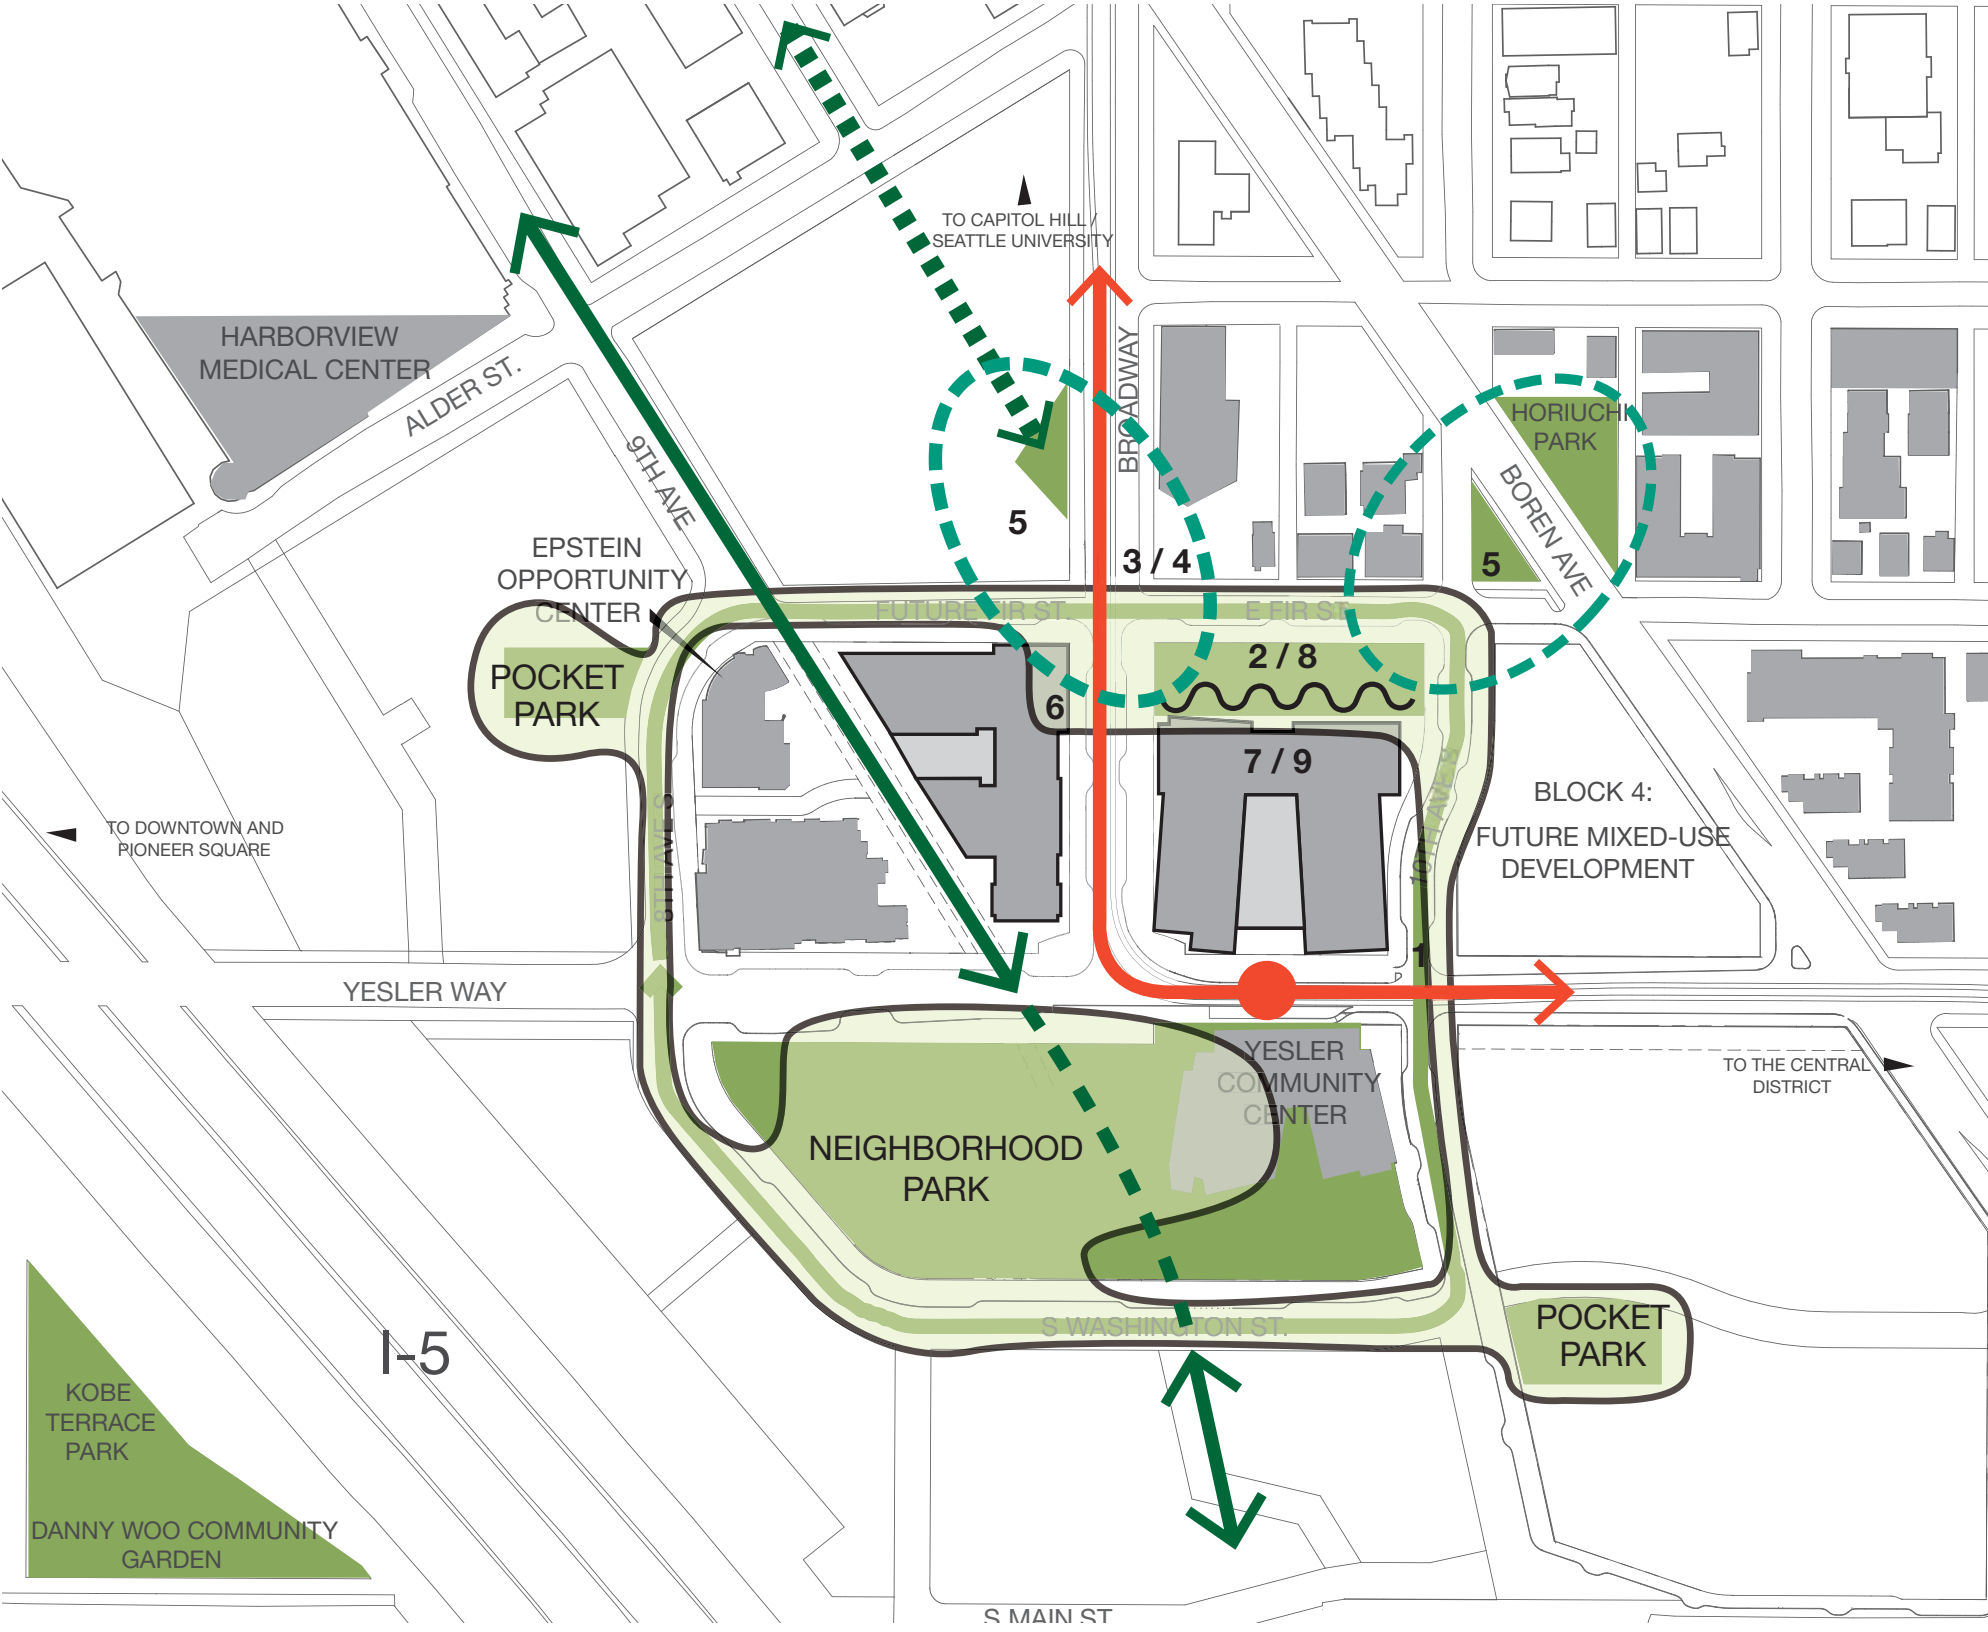 TO CAPITOL HILL /
SEATTLE UNIVERSITY
HARBORVIEW
MEDICAL CENTER
ALDER ST.
9TH AVE
BROADWAY
HORIUCHI
PARK
BOREN AVE
5
3 / 4
5
EPSTEIN
OPPORTUNITY
CENTER
FUTURE FIR ST.
E FIR ST.
2 / 8
POCKET
PARK
6
7 / 9
10TH AVE S
BLOCK 4:
FUTURE MIXED-USE
DEVELOPMENT
TO DOWNTOWN AND
PIONEER SQUARE
8TH AVE S
1
YESLER WAY
YESLER
COMMUNITY
CENTER
TO THE CENTRAL
DISTRICT
NEIGHBORHOOD
PARK
S WASHINGTON ST.
POCKET
PARK
I-5
KOBE
TERRACE
PARK
DANNY WOO COMMUNITY
GARDEN
S MAIN ST